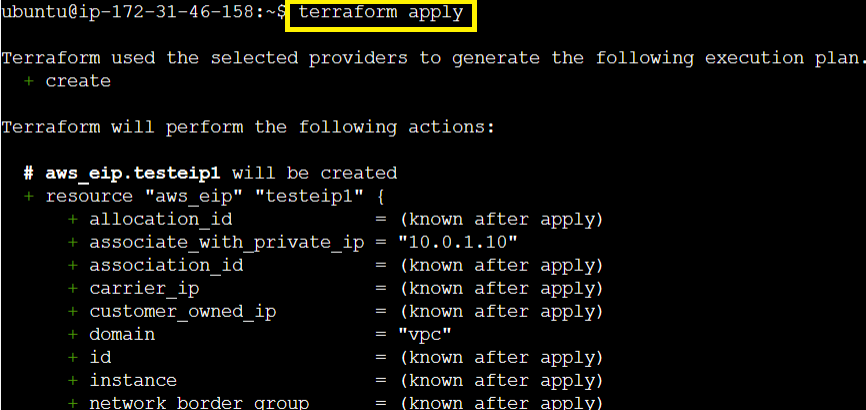 ubuntu@ip-172-31-46-158:~$ terraform apply
Terraform used the selected providers to generate the following execution plan.
+ create
Terraform will perform the following actions:
# aws_eip.testeip1 will be created
+ resource "aws_eip" "testeip1" {
+ allocation_id = (known after apply)
+ associate_with_private_ip = "10.0.1.10"
+ association_id = (known after apply)
+ carrier_ip = (known after apply)
+ customer_owned_ip = (known after apply)
+ domain = "vpc"
+ id = (known after apply)
+ instance = (known after apply)
+ network_border_group = (known after apply)